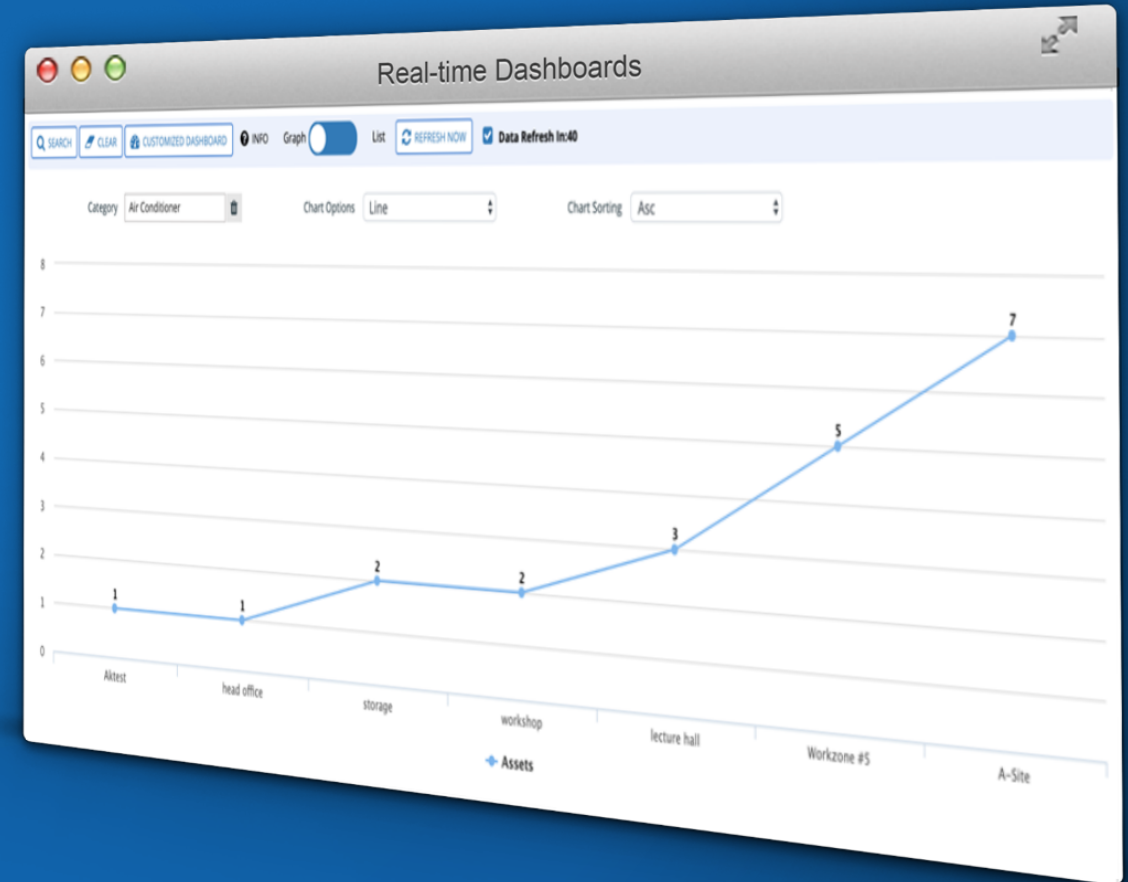 Real-time Dashboards
SEARCH CLEAR CUSTOMIZED DASHBOARD INFO Graph List REFRESH NOW Data Refresh In:40
Category Air Conditioner Chart Options Line Chart Sorting Asc
8
7
6
5
4
3
2
1
0
1
1
2
2
3
5
7
Aktest
head office
storage
workshop
lecture hall
Workzone #5
A-Site
Assets